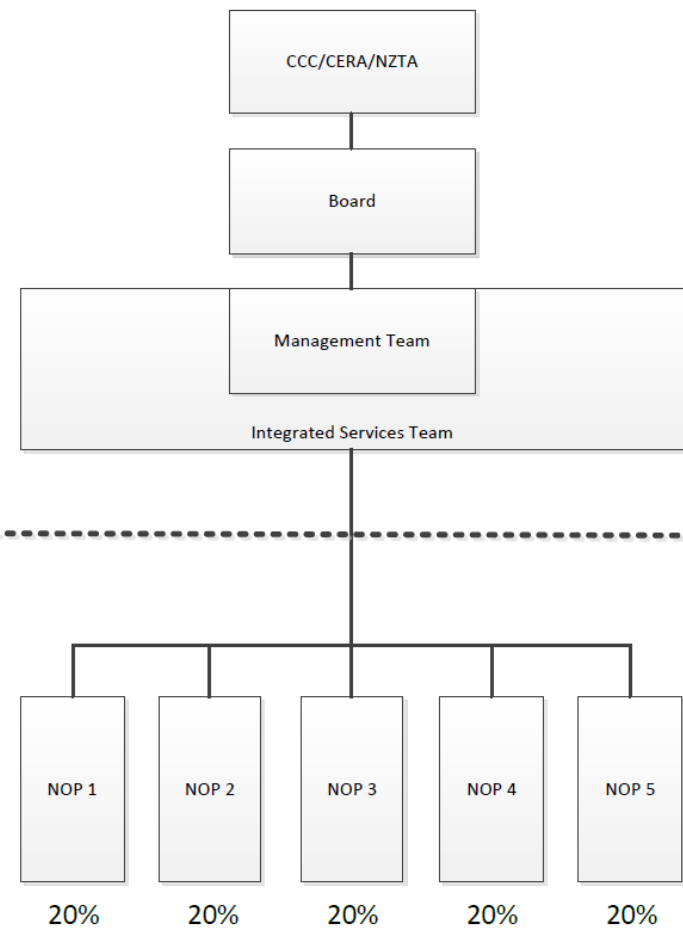 CCC/CERA/NZTA
Board
Management Team
Integrated Services Team
NOP 1 NOP 2 NOP 3 NOP 4 NOP 5
20% 20% 20% 20% 20%